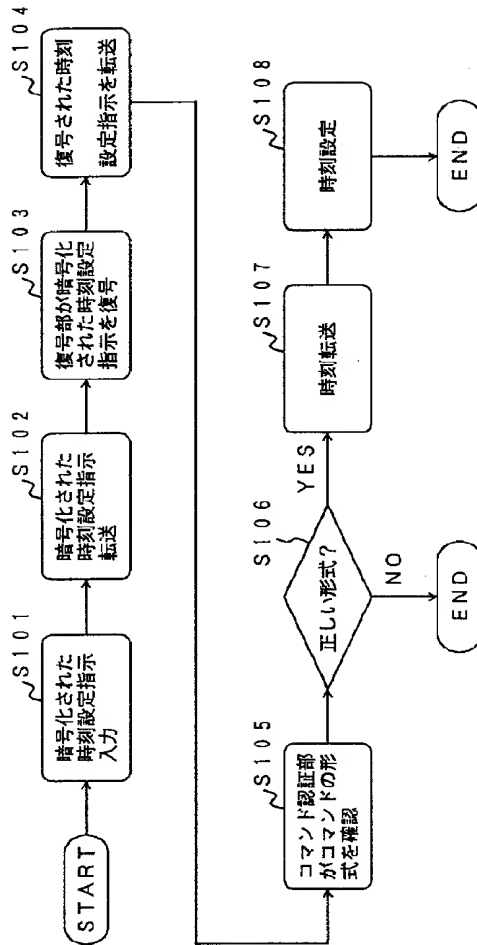 START
S101
暗号化された
時刻設定指示
入力
S102
暗号化された
時刻設定指示
転送
S103
復号部が暗号化
された時刻設定
指示を復号
S104
復号された時刻
設定指示を転送
S105
コマンド認証部
がコマンドの形
式を確認
S106
正しい形式?
YES
NO
END
S107
時刻転送
S108
時刻設定
END